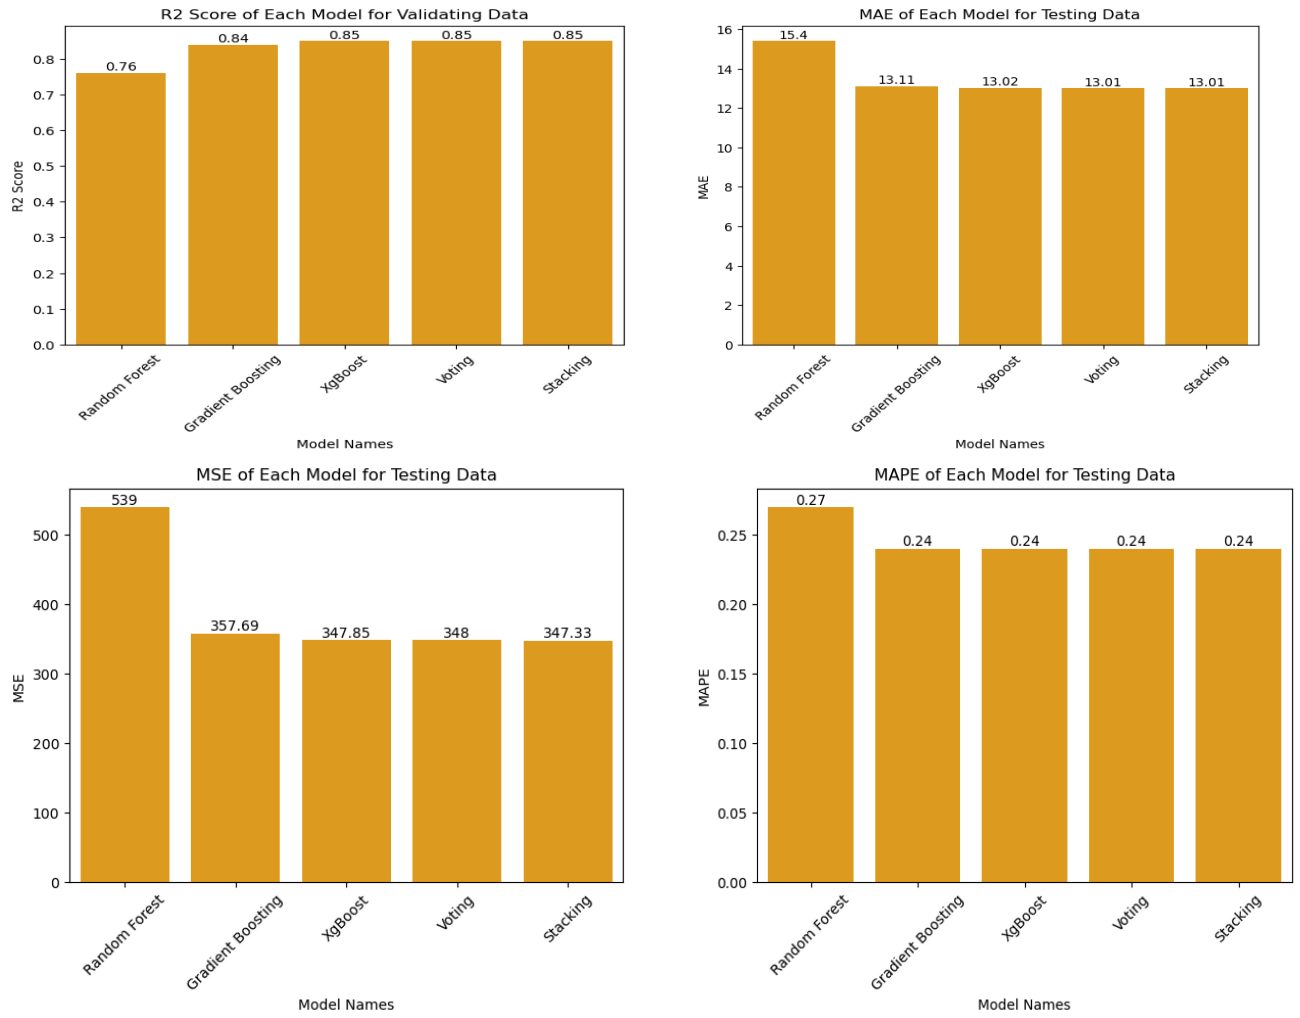 R2 Score of Each Model for Validating Data
0.76
0.84
0.85
0.85
0.85
0.8
0.7
0.6
0.5
0.4
0.3
0.2
0.1
0.0
R2 Score
Random Forest
Gradient Boosting
XgBoost
Voting
Stacking
Model Names
MAE of Each Model for Testing Data
15.4
13.11
13.02
13.01
13.01
16
14
12
10
8
6
4
2
0
MAE
Random Forest
Gradient Boosting
XgBoost
Voting
Stacking
Model Names
MSE of Each Model for Testing Data
539
357.69
347.85
348
347.33
500
400
300
200
100
0
MSE
Random Forest
Gradient Boosting
XgBoost
Voting
Stacking
Model Names
MAPE of Each Model for Testing Data
0.27
0.24
0.24
0.24
0.24
0.25
0.20
0.15
0.10
0.05
0.00
MAPE
Random Forest
Gradient Boosting
XgBoost
Voting
Stacking
Model Names